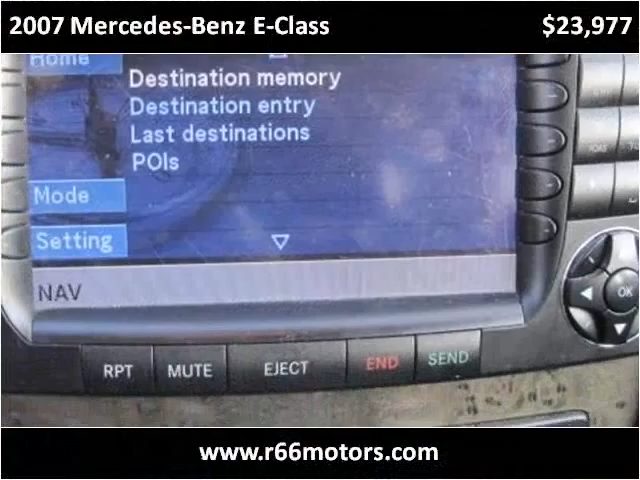 2007 Mercedes-Benz E-Class $23,977
Home
Destination memory
Destination entry
Last destinations
POIs
Mode
Setting
NAV
OK
RPT MUTE EJECT END SEND
www.r66motors.com